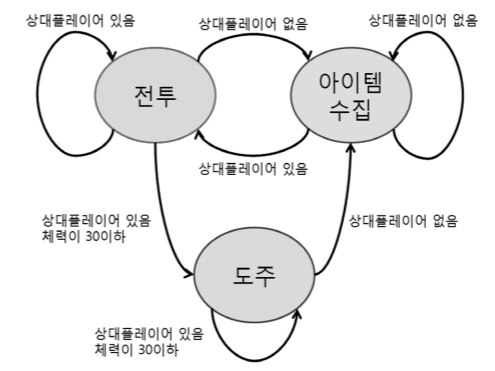 상대플레이어 있음
상대플레이어 없음
상대플레이어 없음
전투
아이템
수집
상대플레이어 있음
상대플레이어 있음
체력이 30이하
상대플레이어 없음
도주
상대플레이어 있음
체력이 30이하